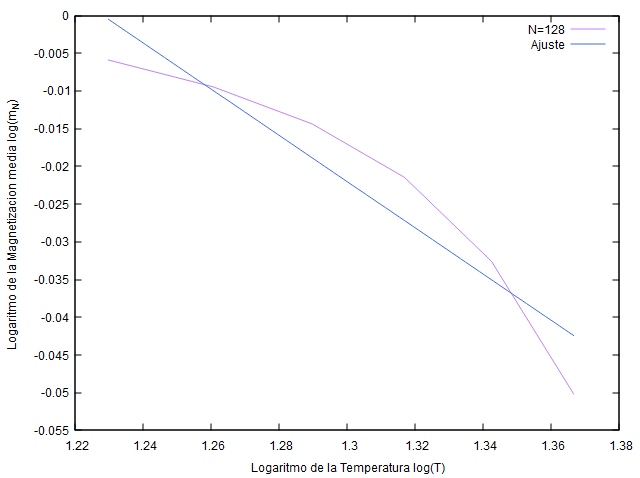 N=128
Ajuste
0
-0.005
-0.01
-0.015
-0.02
-0.025
-0.03
-0.035
-0.04
-0.045
-0.05
-0.055
Logaritmo de la Magnetizacion media log(m_N)
1.22 1.24 1.26 1.28 1.3 1.32 1.34 1.36 1.38
Logaritmo de la Temperatura log(T)